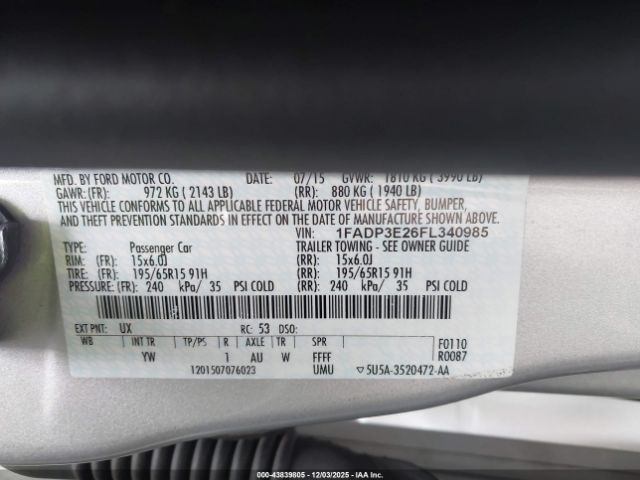 MFD. BY FORD MOTOR CO. DATE: 07/15 GVWR: 1810 KG ( 3990 LB)
GAWR: (FR): 972 KG ( 2143 LB) (RR): 880 KG ( 1940 LB)
THIS VEHICLE CONFORMS TO ALL APPLICABLE FEDERAL MOTOR VEHICLE SAFETY, BUMPER,
AND THEFT PREVENTION STANDARDS IN EFFECT ON THE DATE OF MANUFACTURE SHOWN ABOVE.
VIN: 1FADP3E26FL340985
TYPE: Passenger Car TRAILER TOWING - SEE OWNER GUIDE
RIM: (FR): 15x6.0J (RR): 15x6.0J
TIRE: (FR): 195/65R15 91H (RR): 195/65R15 91H
PRESSURE: (FR): 240 kPa/ 35 PSI COLD (RR): 240 kPa/ 35 PSI COLD
EXT PNT: UX RC: 53 DSO:
WB INT TR TP/PS R AXLE TR SPR F0110
YW 1 AU W FFFF R0087
1201507076023 UMU 5U5A-3520472-AA
000-43839805 - 12/03/2025 - IAA